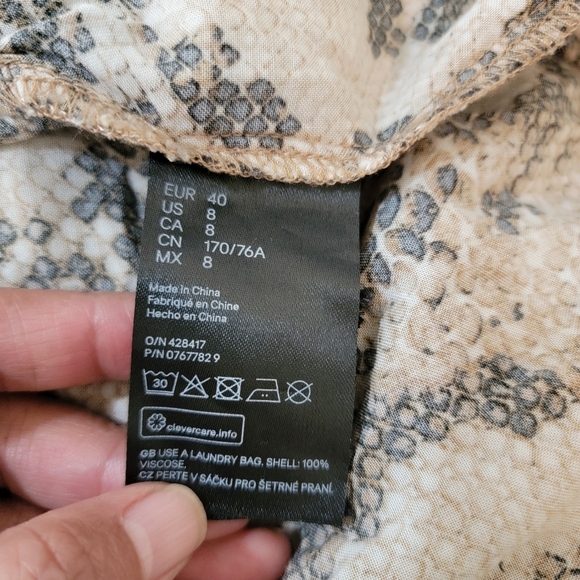 EUR 40
US 8
CA 8
CN 170/76A
MX 8
Made in China
Fabriqué en Chine
Hecho en China
O/N 428417
P/N 0767782 9
30
clevercare.info
GB USE A LAUNDRY BAG. SHELL: 100%
VISCOSE.
CZ PERTE V SÁČKU PRO ŠETRNÉ PRANÍ.